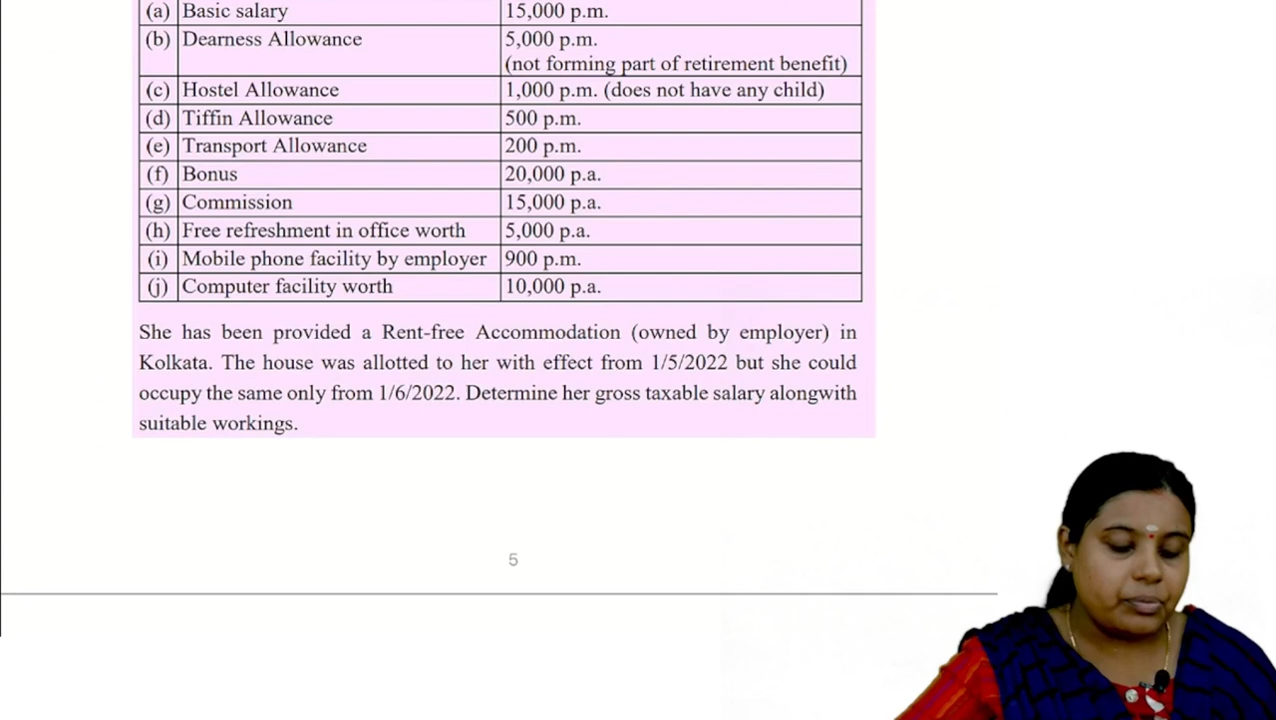 (a) Basic salary 15,000 p.m.
(b) Dearness Allowance 5,000 p.m.
(not forming part of retirement benefit)
(c) Hostel Allowance 1,000 p.m. (does not have any child)
(d) Tiffin Allowance 500 p.m.
(e) Transport Allowance 200 p.m.
(f) Bonus 20,000 p.a.
(g) Commission 15,000 p.a.
(h) Free refreshment in office worth 5,000 p.a.
(i) Mobile phone facility by employer 900 p.m.
(j) Computer facility worth 10,000 p.a.
She has been provided a Rent-free Accommodation (owned by employer) in
Kolkata. The house was allotted to her with effect from 1/5/2022 but she could
occupy the same only from 1/6/2022. Determine her gross taxable salary alongwith
suitable workings.
5